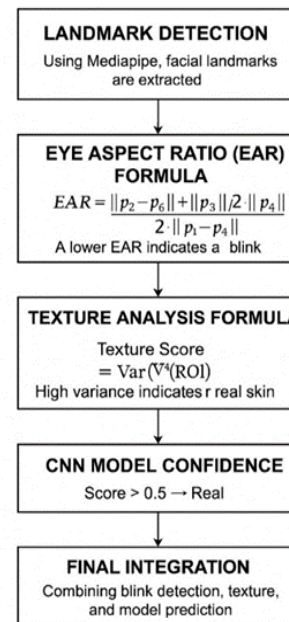 LANDMARK DETECTION
Using Mediapipe, facial landmarks
are extracted
EYE ASPECT RATIO (EAR)
FORMULA
EAR = ||p₂−p₆||+||p₃||/2·||p₄|| / 2·||p₁−p₄||
A lower EAR indicates a blink
TEXTURE ANALYSIS FORMULA
Texture Score
= Var(∇⁴(ROI)
High variance indicates r real skin
CNN MODEL CONFIDENCE
Score > 0.5 → Real
FINAL INTEGRATION
Combining blink detection, texture,
and model prediction